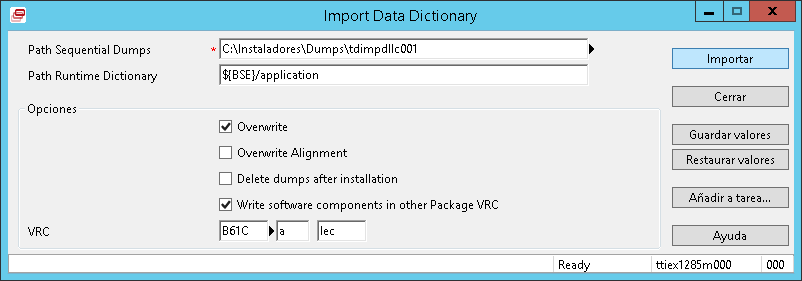 Import Data Dictionary
Path Sequential Dumps * C:\Instaladores\Dumps\tdimpdllc001
Importar
Path Runtime Dictionary ${BSE}/application
Cerrar
Opciones
Overwrite
Guardar valores
Overwrite Alignment
Restaurar valores
Delete dumps after installation
Añadir a tarea...
Write software components in other Package VRC
VRC B61C a lec
Ayuda
Ready ttiex1285m000 000